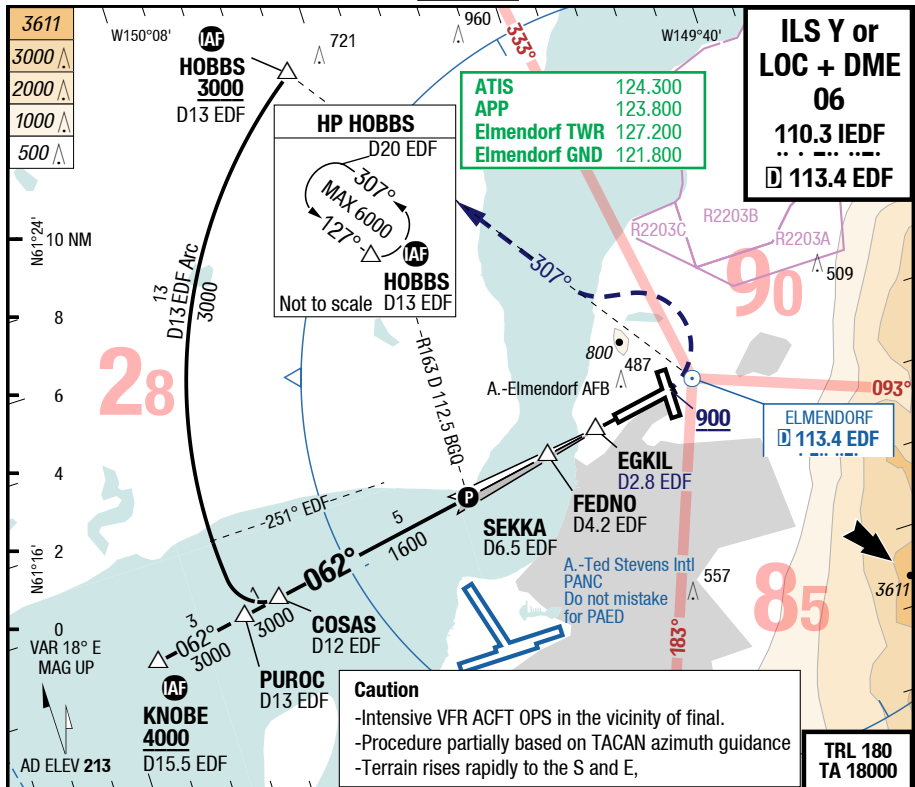 3611
3000
2000
1000
500
W150°08'
IAF
HOBBS
3000
D13 EDF
721
960
333°
W149°40'
ILS Y or
LOC + DME
06
110.3 IEDF
D 113.4 EDF
ATIS 124.300
APP 123.800
Elmendorf TWR 127.200
Elmendorf GND 121.800
HP HOBBS
D20 EDF
307°
MAX 6000
127°
IAF
HOBBS
D13 EDF
Not to scale
R2203C
R2203B
R2203A
N61°24'
10 NM
8
6
4
2
0
N61°16'
13
D13 EDF Arc
3000
28
307°
90
509
800
487
A.-Elmendorf AFB
093°
900
ELMENDORF
D 113.4 EDF
R163 D 112.5 BGQ
EGKIL
D2.8 EDF
FEDNO
D4.2 EDF
P
SEKKA
D6.5 EDF
251° EDF
5
062°
1600
A.-Ted Stevens Intl
PANC
Do not mistake
for PAED
557
85
3611
183°
1
3000
COSAS
D12 EDF
3
062°
3000
PUROC
D13 EDF
IAF
KNOBE
4000
D15.5 EDF
VAR 18° E
MAG UP
AD ELEV 213
Caution
-Intensive VFR ACFT OPS in the vicinity of final.
-Procedure partially based on TACAN azimuth guidance
-Terrain rises rapidly to the S and E,
TRL 180
TA 18000